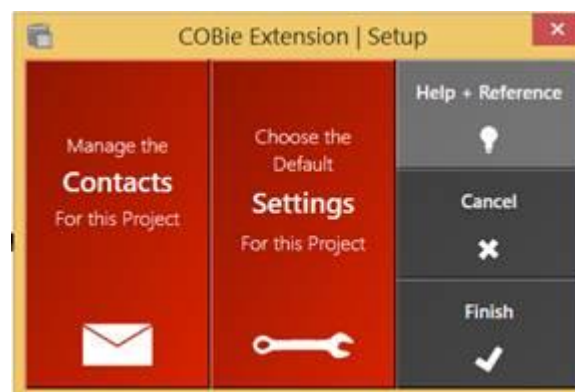 COBie Extension | Setup
Manage the
Contacts
For this Project
Choose the
Default
Settings
For this Project
Help + Reference
Cancel
Finish